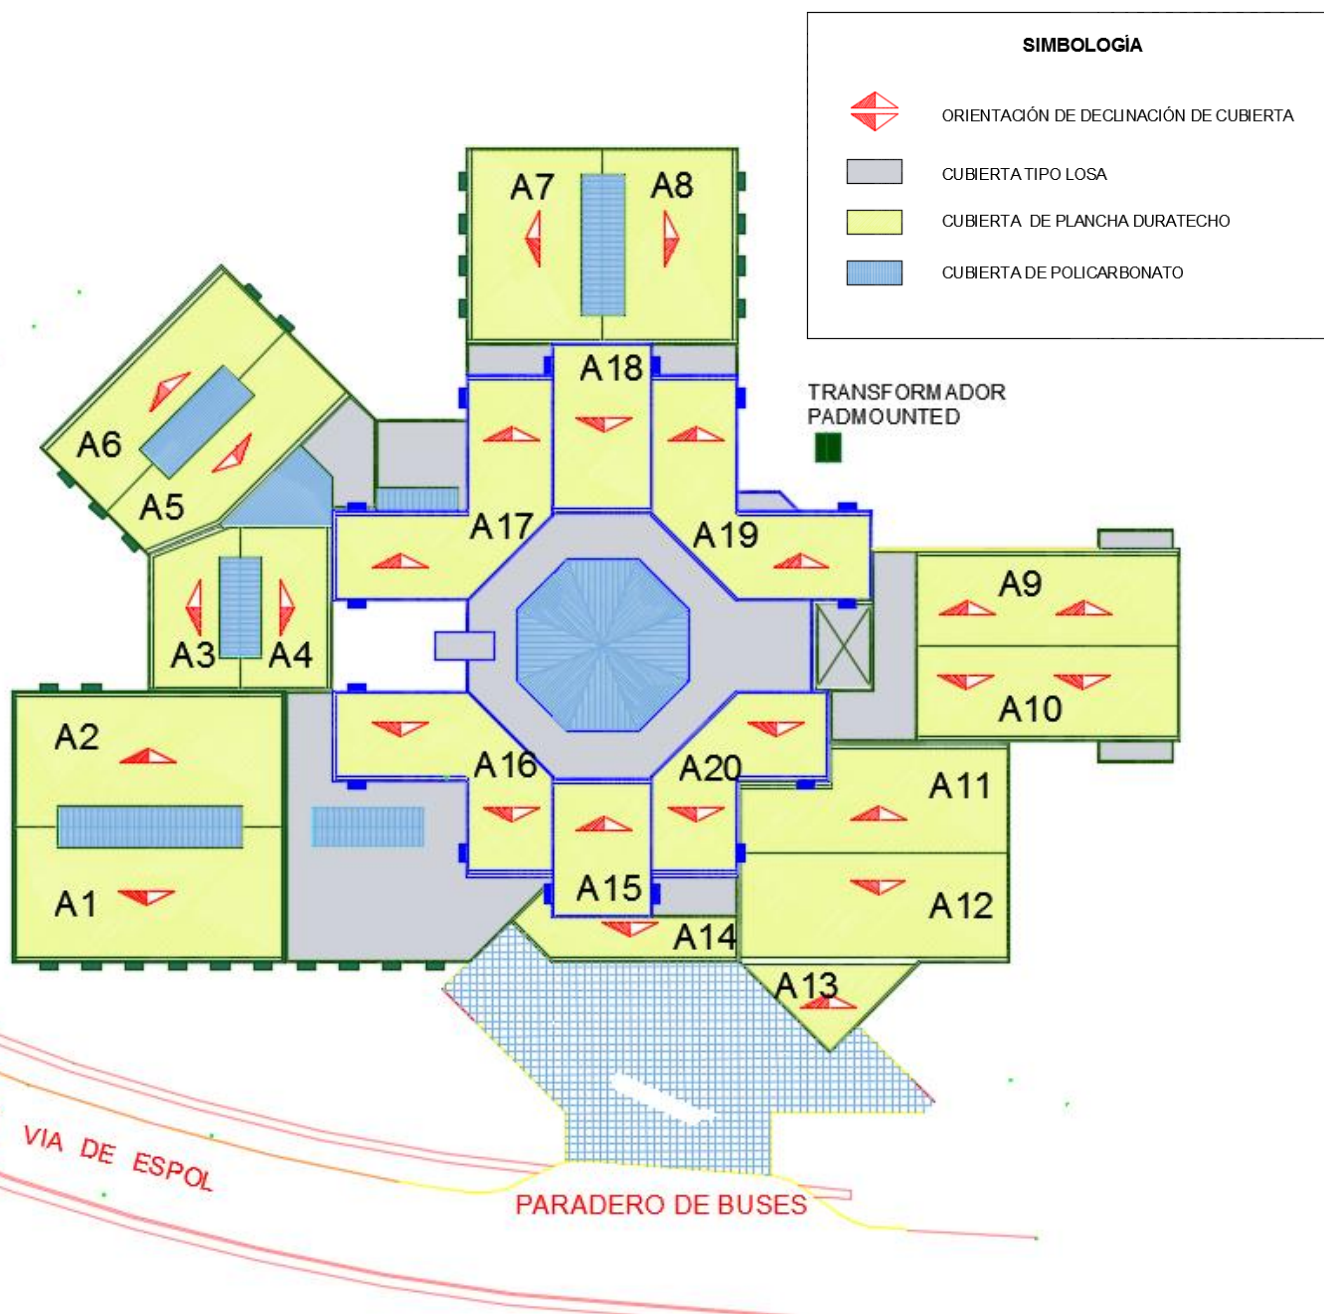 SIMBOLOGÍA
ORIENTACIÓN DE DECLINACIÓN DE CUBIERTA
CUBIERTA TIPO LOSA
CUBIERTA DE PLANCHA DURATECHO
CUBIERTA DE POLICARBONATO
A7
A8
A18
TRANSFORMADOR
PADMOUNTED
A6
A5
A17
A19
A9
A3
A4
A10
A2
A16
A20
A11
A1
A15
A12
A14
A13
VIA DE ESPOL
PARADERO DE BUSES